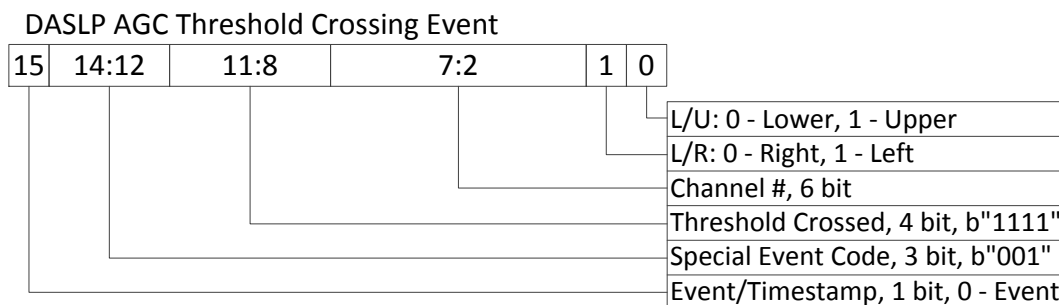 DASLP AGC Threshold Crossing Event
15 14:12 11:8 7:2 1 0
L/U: 0 - Lower, 1 - Upper
L/R: 0 - Right, 1 - Left
Channel #, 6 bit
Threshold Crossed, 4 bit, b"1111"
Special Event Code, 3 bit, b"001"
Event/Timestamp, 1 bit, 0 - Event